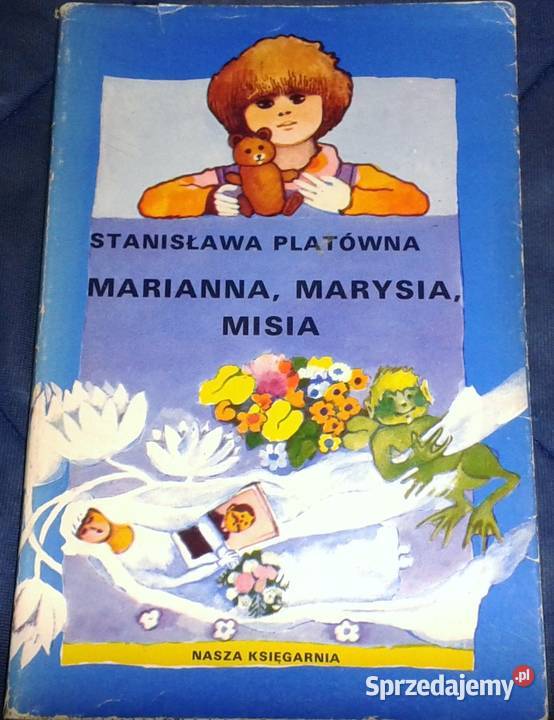 STANISŁAWA PLATÓWNA
MARIANNA, MARYSIA,
MISIA
NASZA KSIĘGARNIA
Sprzedajemy.pl